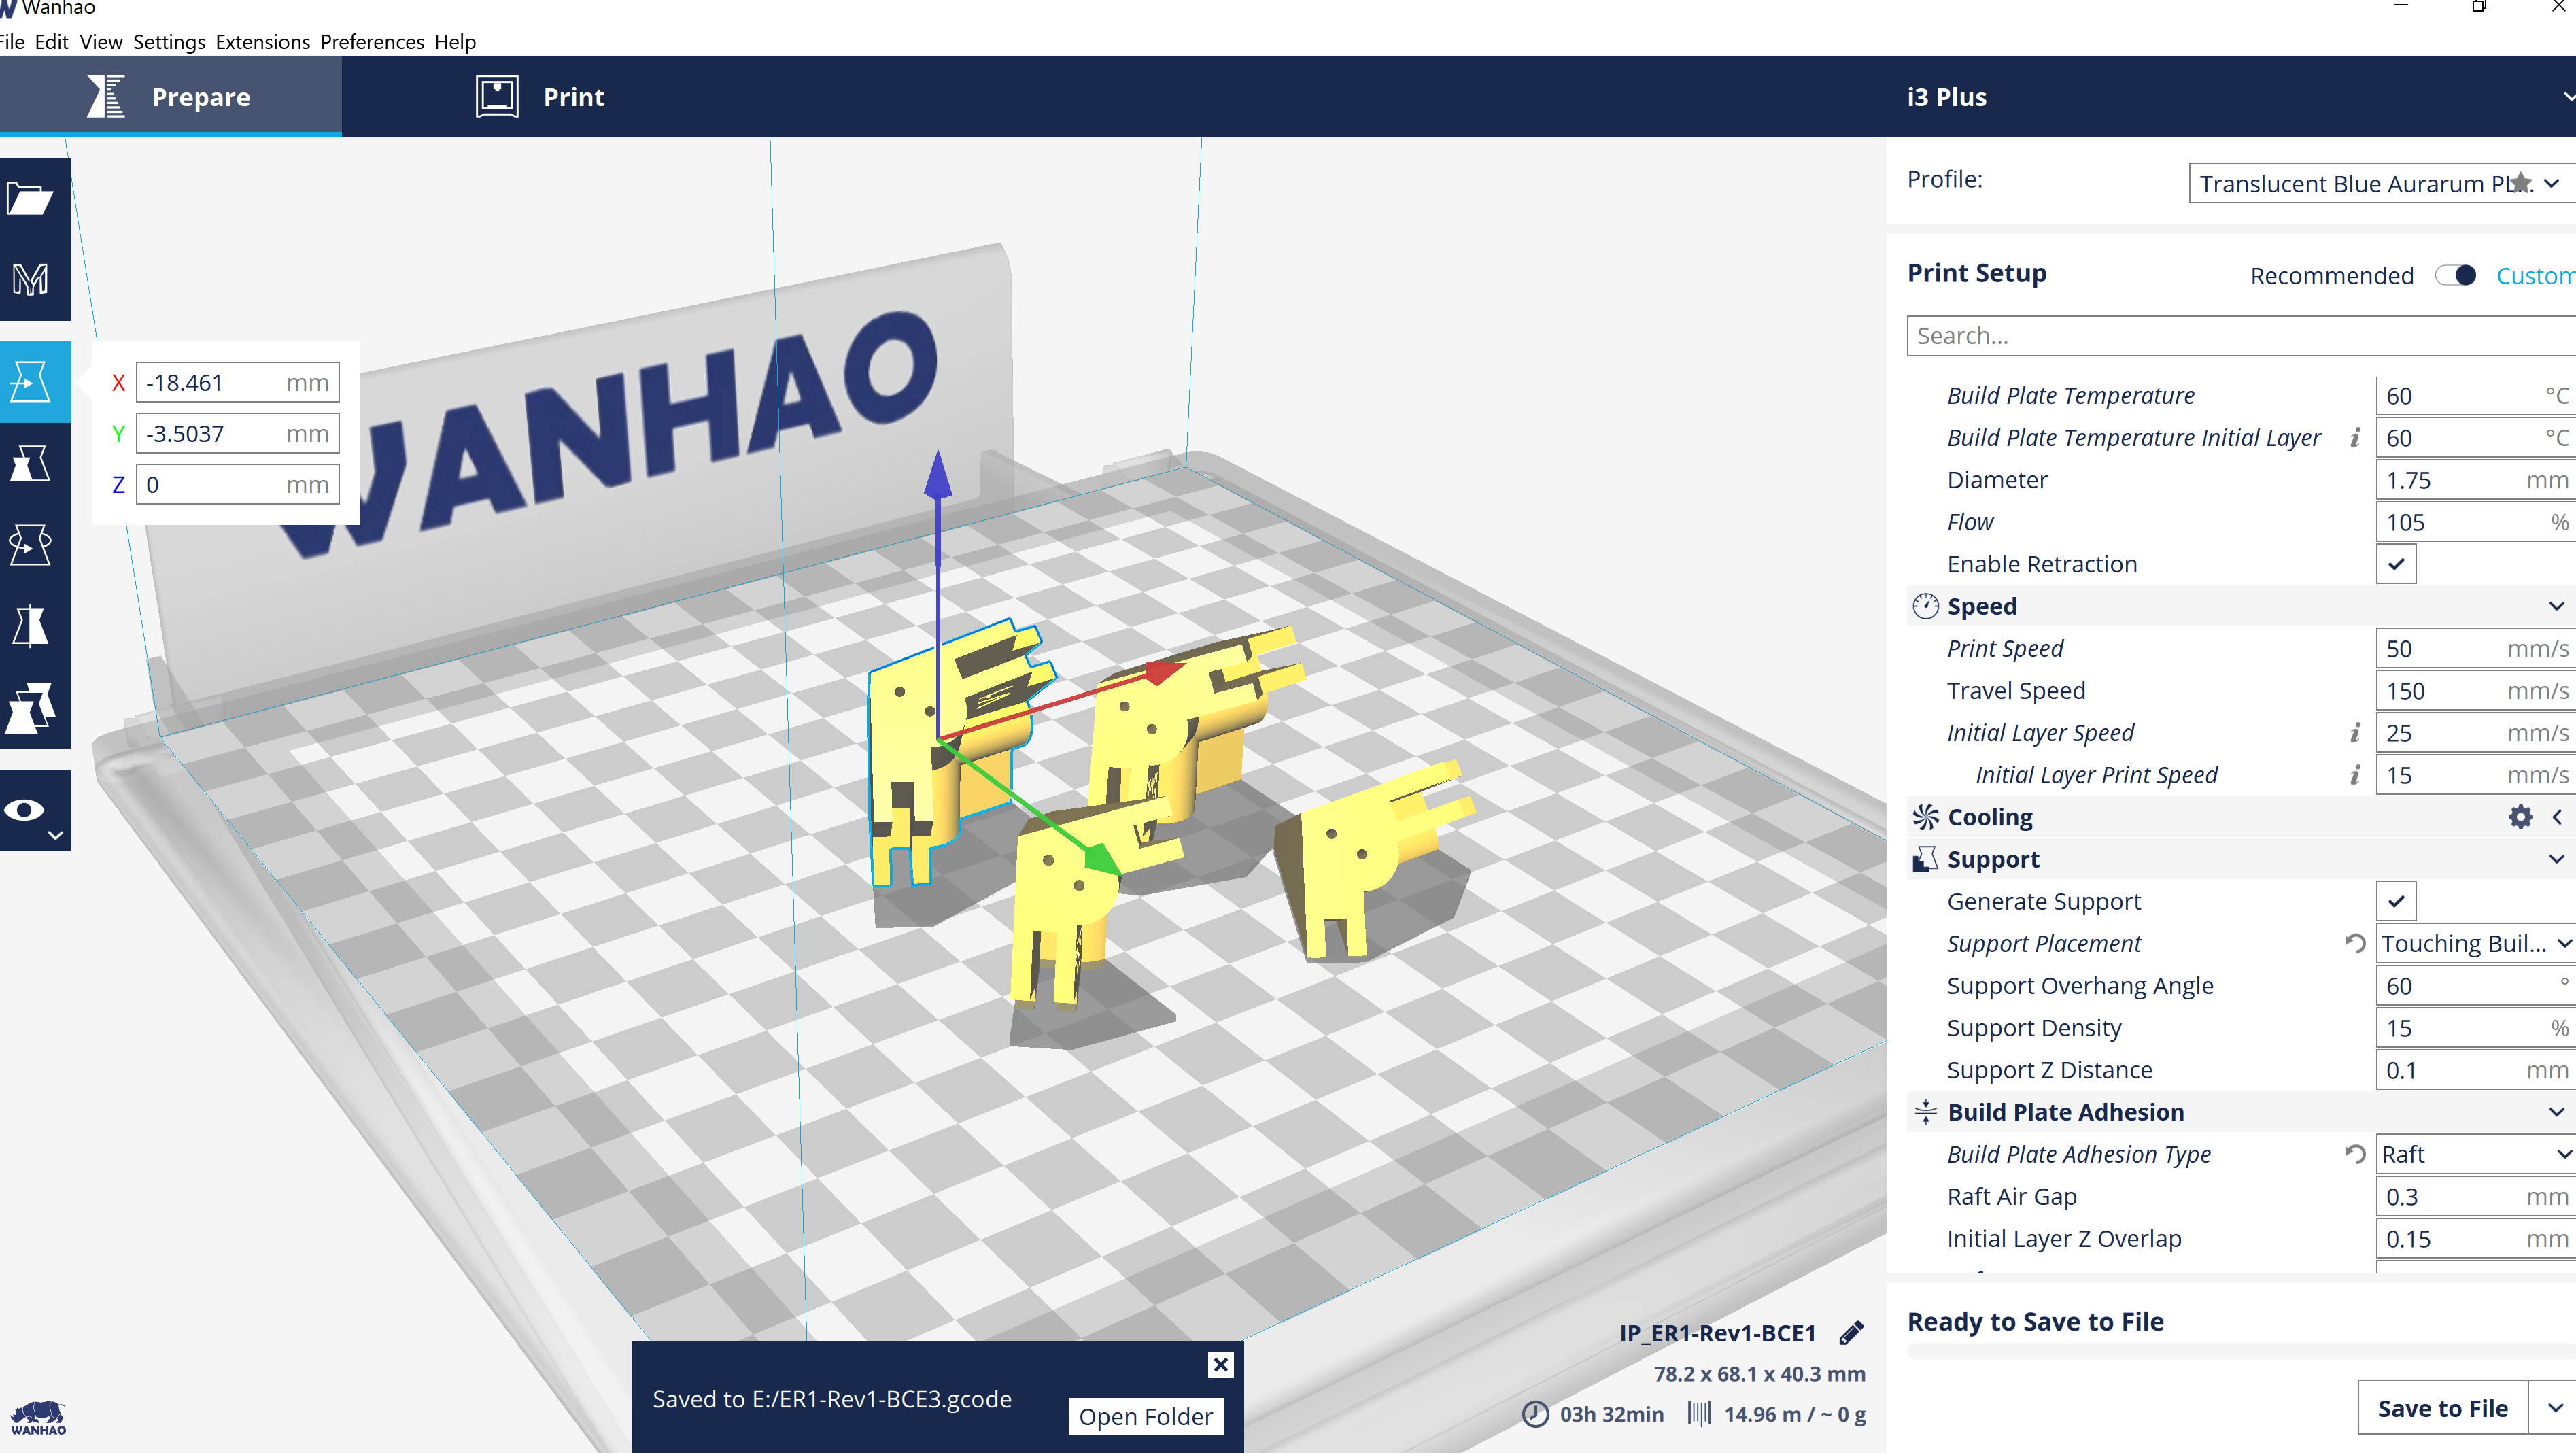 Wanhao
File Edit View Settings Extensions Preferences Help
Prepare
Print
i3 Plus
Profile:
Translucent Blue Aurarum PL...
Print Setup
Recommended
Custom
Search...
X -18.461 mm
Y -3.5037 mm
Z 0 mm
WANHAO
Build Plate Temperature 60 °C
Build Plate Temperature Initial Layer i 60 °C
Diameter 1.75 mm
Flow 105 %
Enable Retraction
Speed
Print Speed 50 mm/s
Travel Speed 150 mm/s
Initial Layer Speed i 25 mm/s
Initial Layer Print Speed i 15 mm/s
Cooling
Support
Generate Support
Support Placement Touching Buil...
Support Overhang Angle 60 °
Support Density 15 %
Support Z Distance 0.1 mm
Build Plate Adhesion
Build Plate Adhesion Type Raft
Raft Air Gap 0.3 mm
Initial Layer Z Overlap 0.15 mm
IP_ER1-Rev1-BCE1
78.2 x 68.1 x 40.3 mm
03h 32min 14.96 m / ~ 0 g
Ready to Save to File
Save to File
Saved to E:/ER1-Rev1-BCE3.gcode
Open Folder
WANHAO